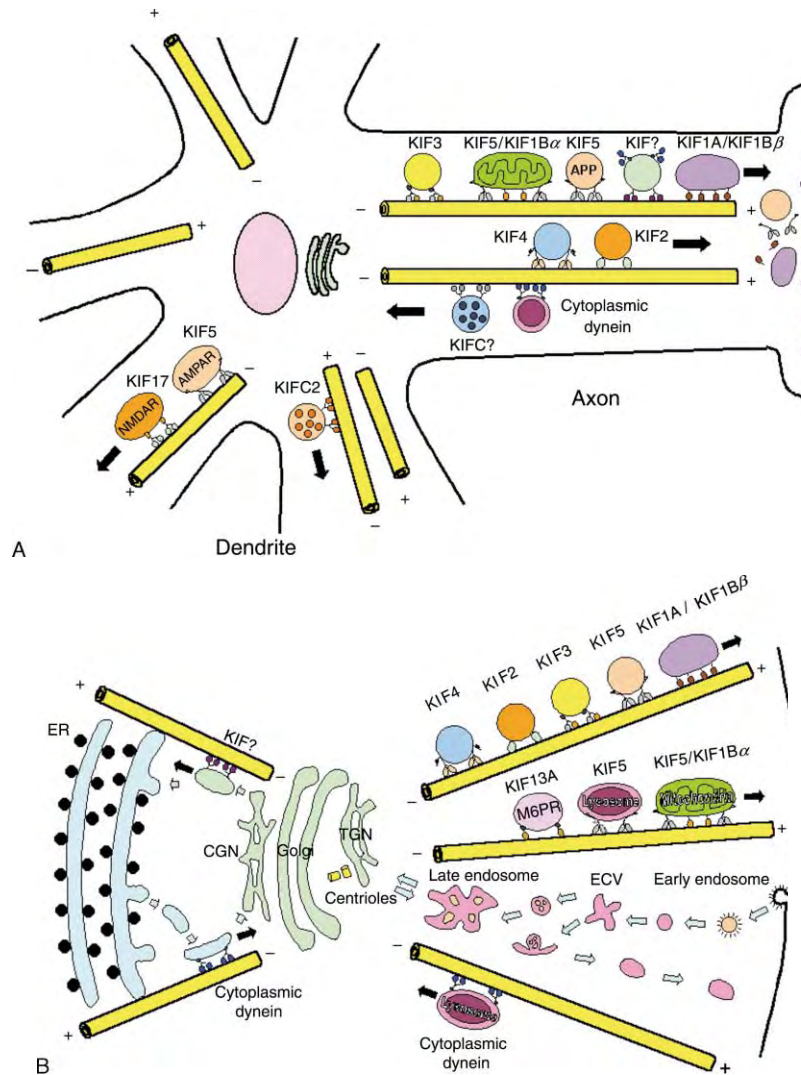 +
KIF3 KIF5/KIF1Bα KIF5 KIF? KIF1A/KIF1Bβ
APP
−
−
+
+
KIF4 KIF2
−
−
+
KIFC?
Cytoplasmic
dynein
KIF5
AMPAR
−
KIF17
NMDAR
+
KIFC2
+
−
−
+
Axon
Dendrite
A
KIF4 KIF2 KIF3 KIF5 KIF1A / KIF1Bβ
+
−
+
ER
KIF?
−
KIF13A KIF5 KIF5/KIF1Bα
M6PR Lysosome Mitochondria
−
+
CGN Golgi TGN
Centrioles
Late endosome ECV Early endosome
−
−
+
Cytoplasmic
dynein
Lysosome
Cytoplasmic
dynein
+
B